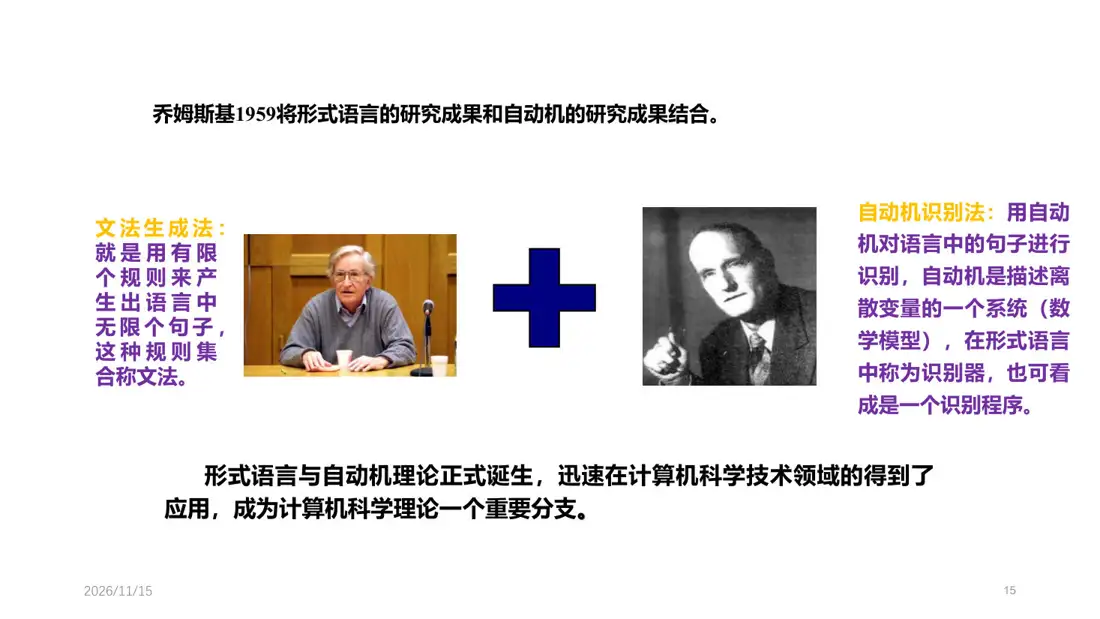 乔姆斯基1959将形式语言的研究成果和自动机的研究成果结合。
文法生成法：
就是用有限
个规则来产
生出语言中
无限个句子，
这种规则集
合称文法。
自动机识别法：用自动
机对语言中的句子进行
识别，自动机是描述离
散变量的一个系统（数
学模型），在形式语言
中称为识别器，也可看
成是一个识别程序。
形式语言与自动机理论正式诞生，迅速在计算机科学技术领域的得到了
应用，成为计算机科学理论一个重要分支。
2026/11/15
15